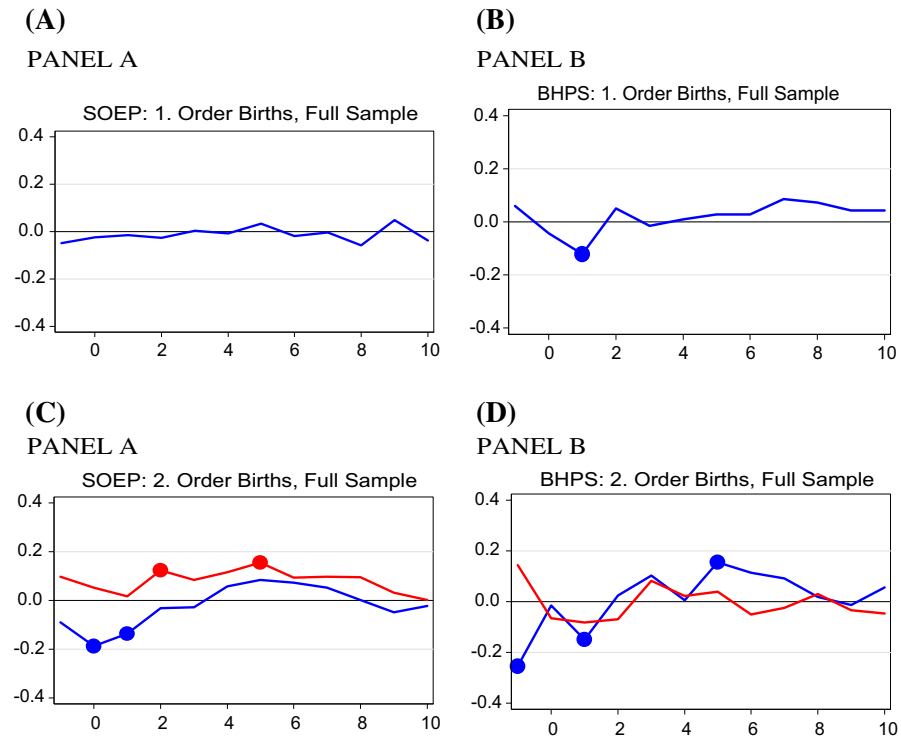 (A)
PANEL A
SOEP: 1. Order Births, Full Sample
0.4
0.2
0.0
-0.2
-0.4
0 2 4 6 8 10
(B)
PANEL B
BHPS: 1. Order Births, Full Sample
0.4
0.2
0.0
-0.2
-0.4
0 2 4 6 8 10
(C)
PANEL A
SOEP: 2. Order Births, Full Sample
0.4
0.2
0.0
-0.2
-0.4
0 2 4 6 8 10
(D)
PANEL B
BHPS: 2. Order Births, Full Sample
0.4
0.2
0.0
-0.2
-0.4
0 2 4 6 8 10